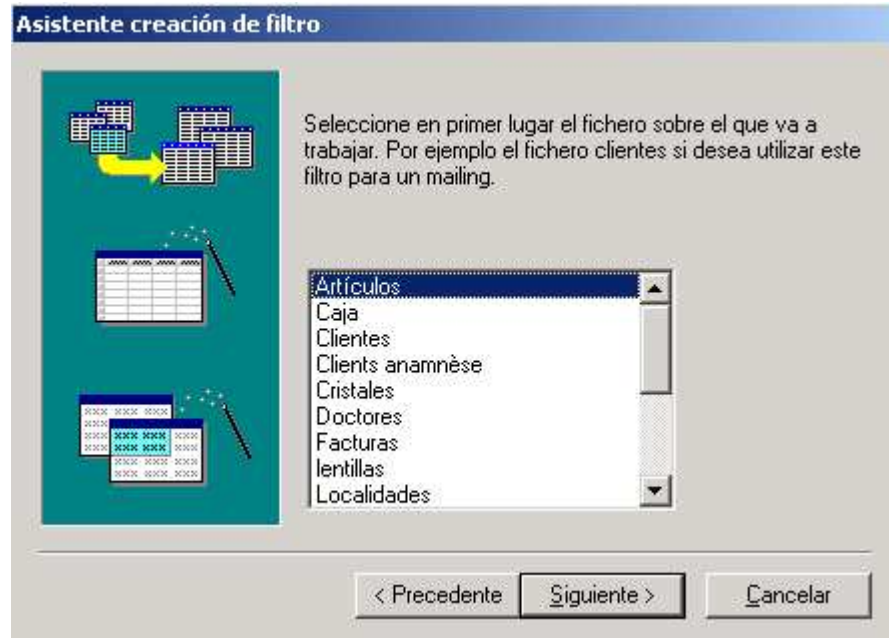 Asistente creación de filtro
Seleccione en primer lugar el fichero sobre el que va a
trabajar. Por ejemplo el fichero clientes si desea utilizar este
filtro para un mailing.
Artículos
Caja
Clientes
Clients anamnèse
Cristales
Doctores
Facturas
lentillas
Localidades
< Precedente
Siguiente >
Cancelar